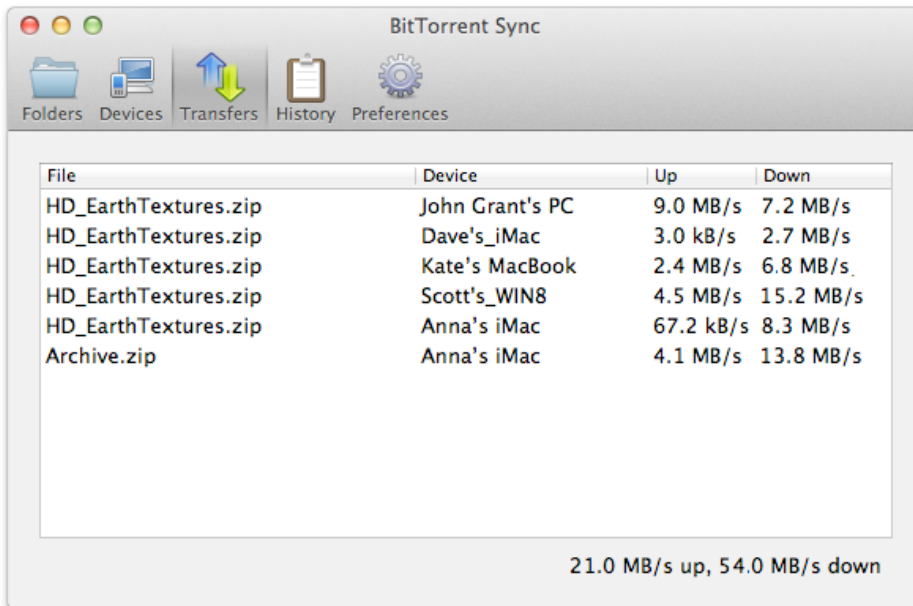 BitTorrent Sync
Folders Devices Transfers History Preferences
File Device Up Down
HD_EarthTextures.zip John Grant's PC 9.0 MB/s 7.2 MB/s
HD_EarthTextures.zip Dave's_iMac 3.0 kB/s 2.7 MB/s
HD_EarthTextures.zip Kate's MacBook 2.4 MB/s 6.8 MB/s
HD_EarthTextures.zip Scott's_WIN8 4.5 MB/s 15.2 MB/s
HD_EarthTextures.zip Anna's iMac 67.2 kB/s 8.3 MB/s
Archive.zip Anna's iMac 4.1 MB/s 13.8 MB/s
21.0 MB/s up, 54.0 MB/s down